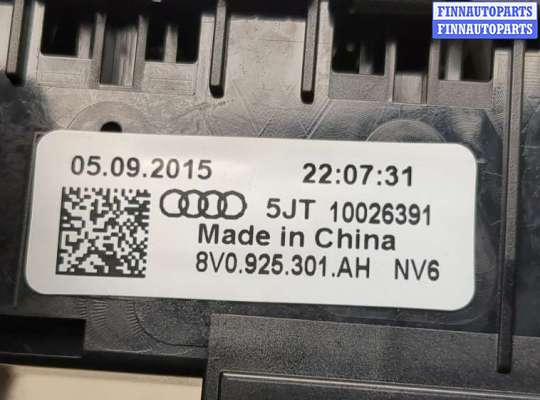 FINNAUTOPARTS
FINNAUTOPARTS
05.09.2015 22:07:31
5JT 10026391
Made in China
8V0.925.301.AH NV6